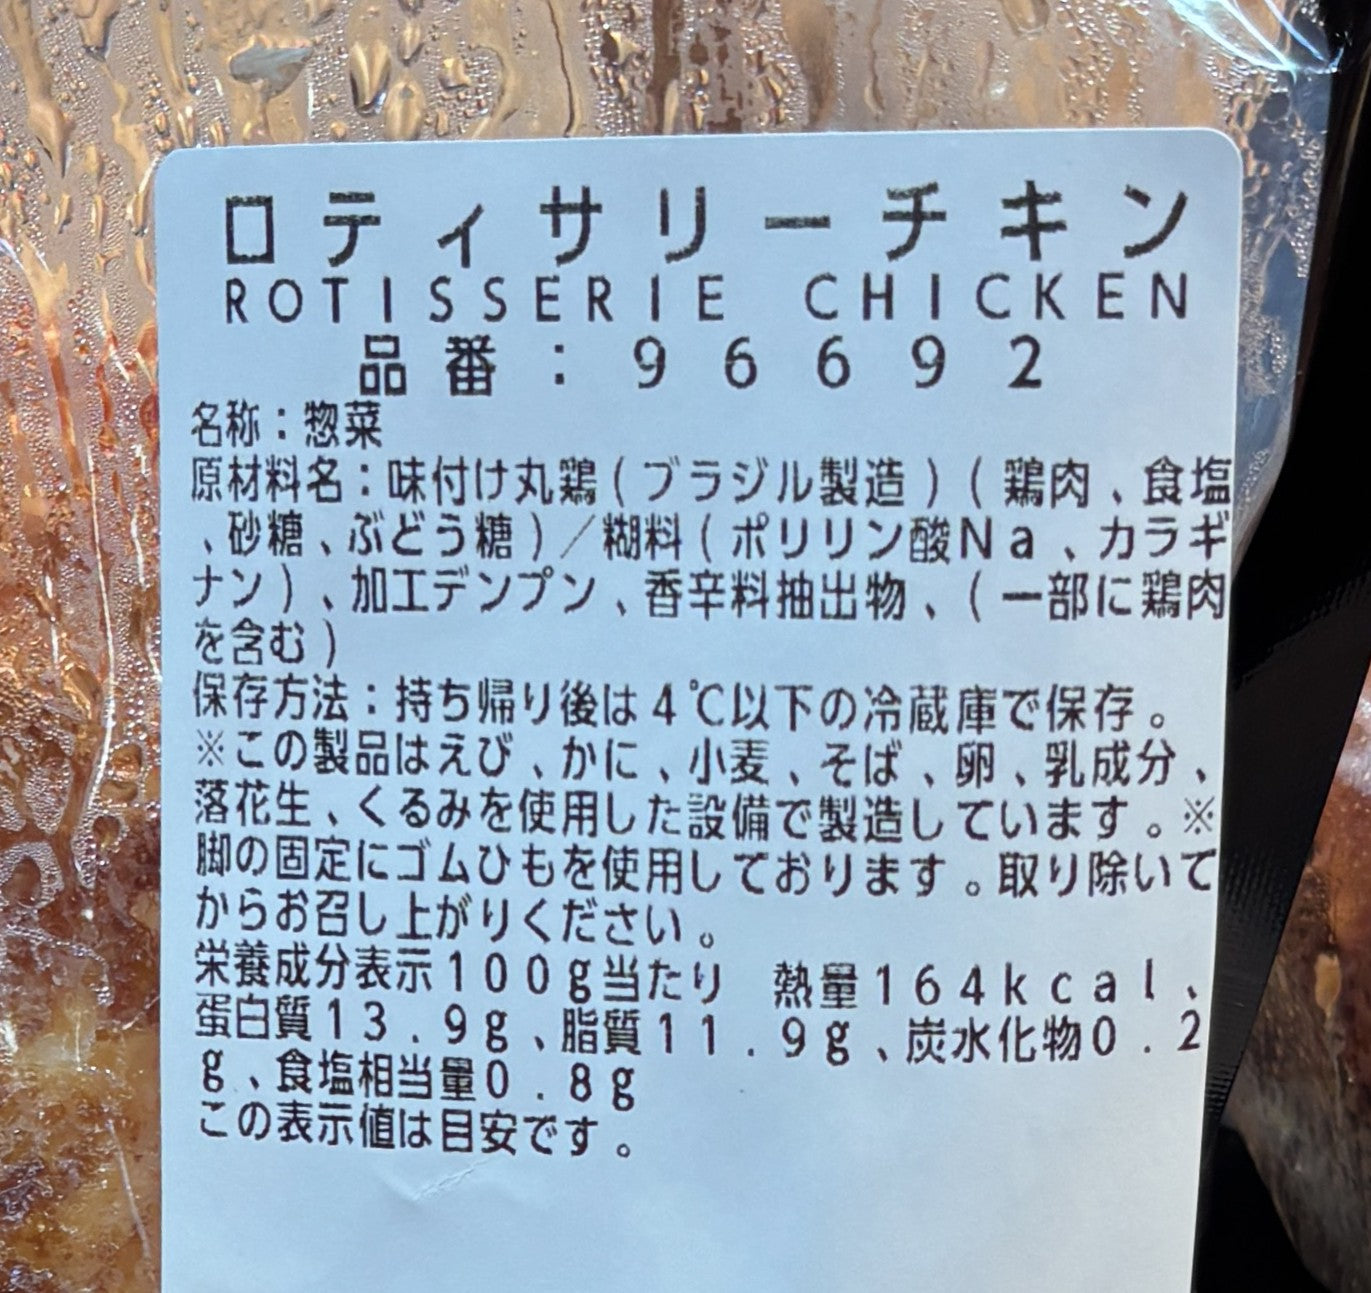 ロティサリーチキン
ROTISSERIE CHICKEN
品番：96692
名称：惣菜
原材料名：味付け丸鶏(ブラジル製造)(鶏肉、食塩
、砂糖、ぶどう糖)／糊料(ポリリン酸Na、カラギ
ナン)、加工デンプン、香辛料抽出物、(一部に鶏肉
を含む)
保存方法：持ち帰り後は4℃以下の冷蔵庫で保存。
※この製品はえび、かに、小麦、そば、卵、乳成分、
落花生、くるみを使用した設備で製造しています。※
脚の固定にゴムひもを使用しております。取り除いて
からお召し上がりください。
栄養成分表示100g当たり　熱量164kcal、
蛋白質13.9g、脂質11.9g、炭水化物0.2
g、食塩相当量0.8g
この表示値は目安です。